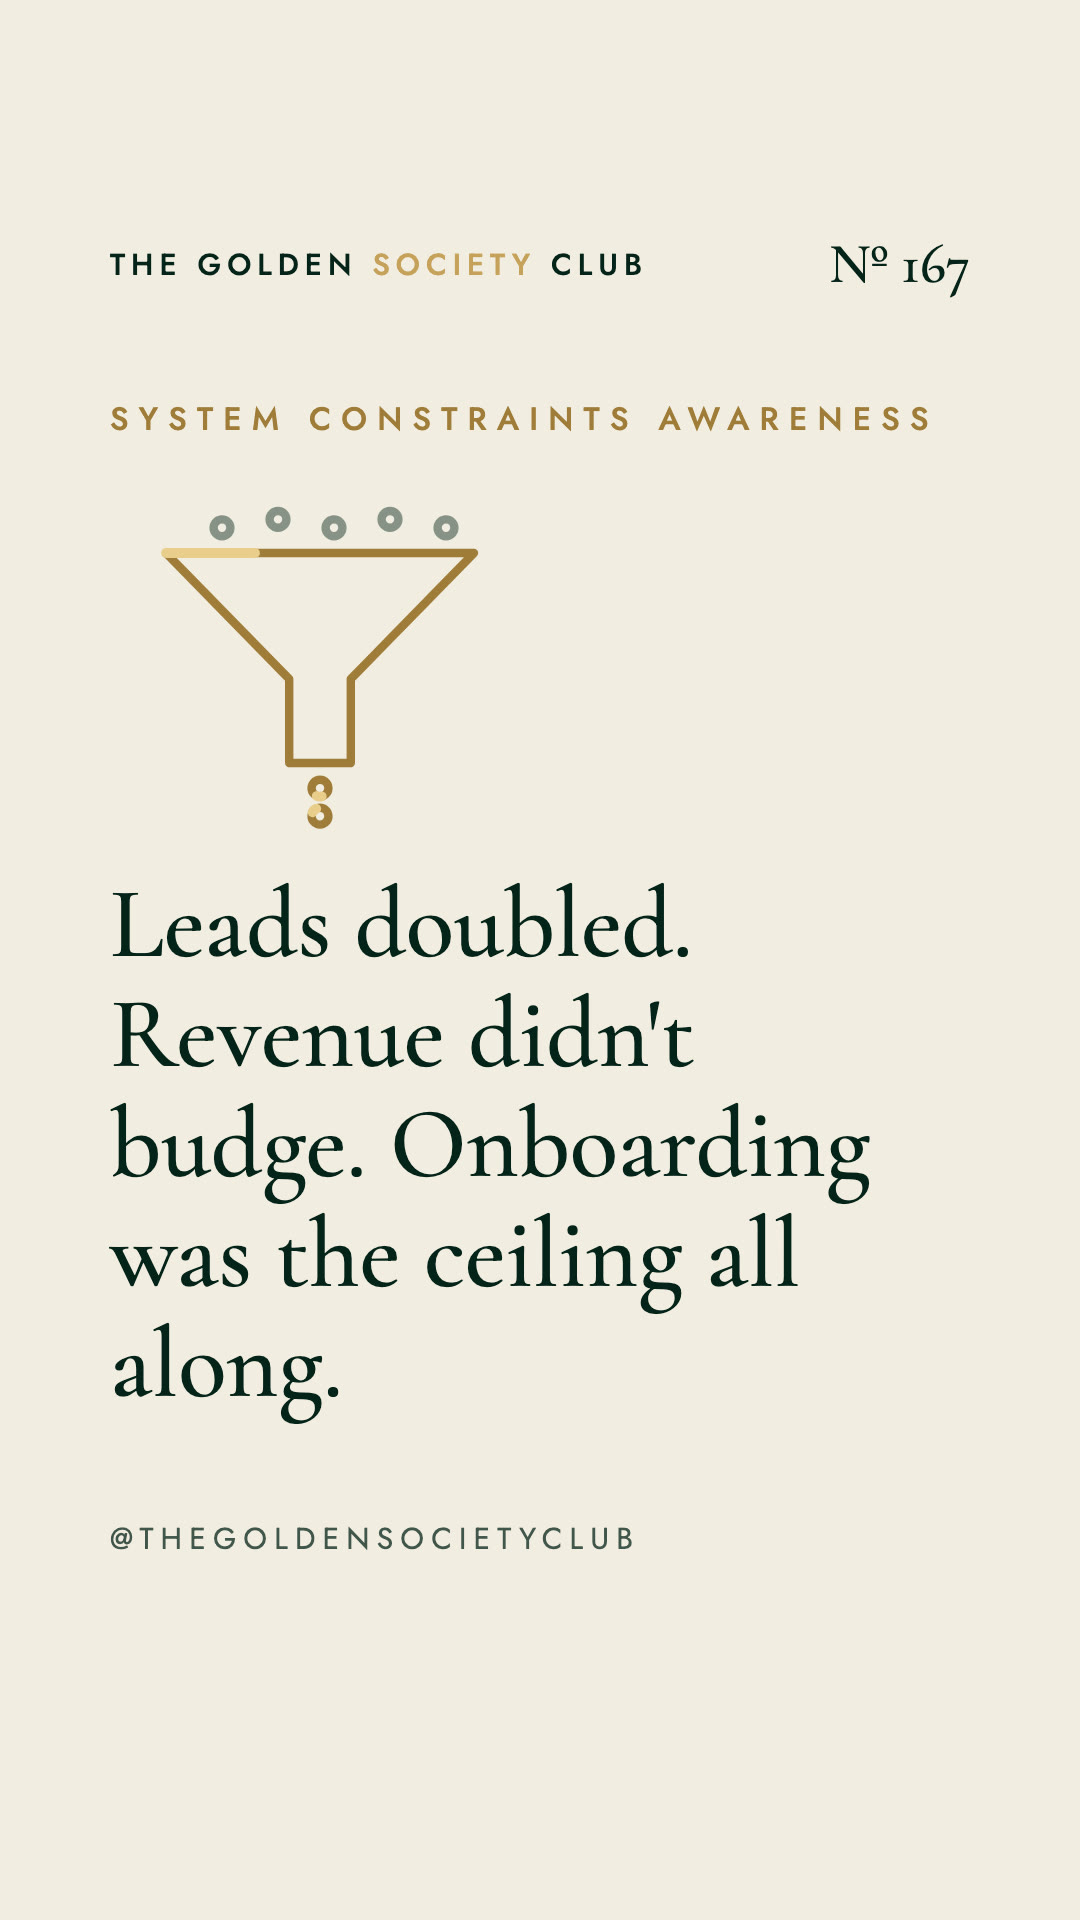 THE GOLDEN SOCIETY CLUB
Nº 167
SYSTEM CONSTRAINTS AWARENESS
Leads doubled.
Revenue didn't
budge. Onboarding
was the ceiling all
along.
@THEGOLDENSOCIETYCLUB